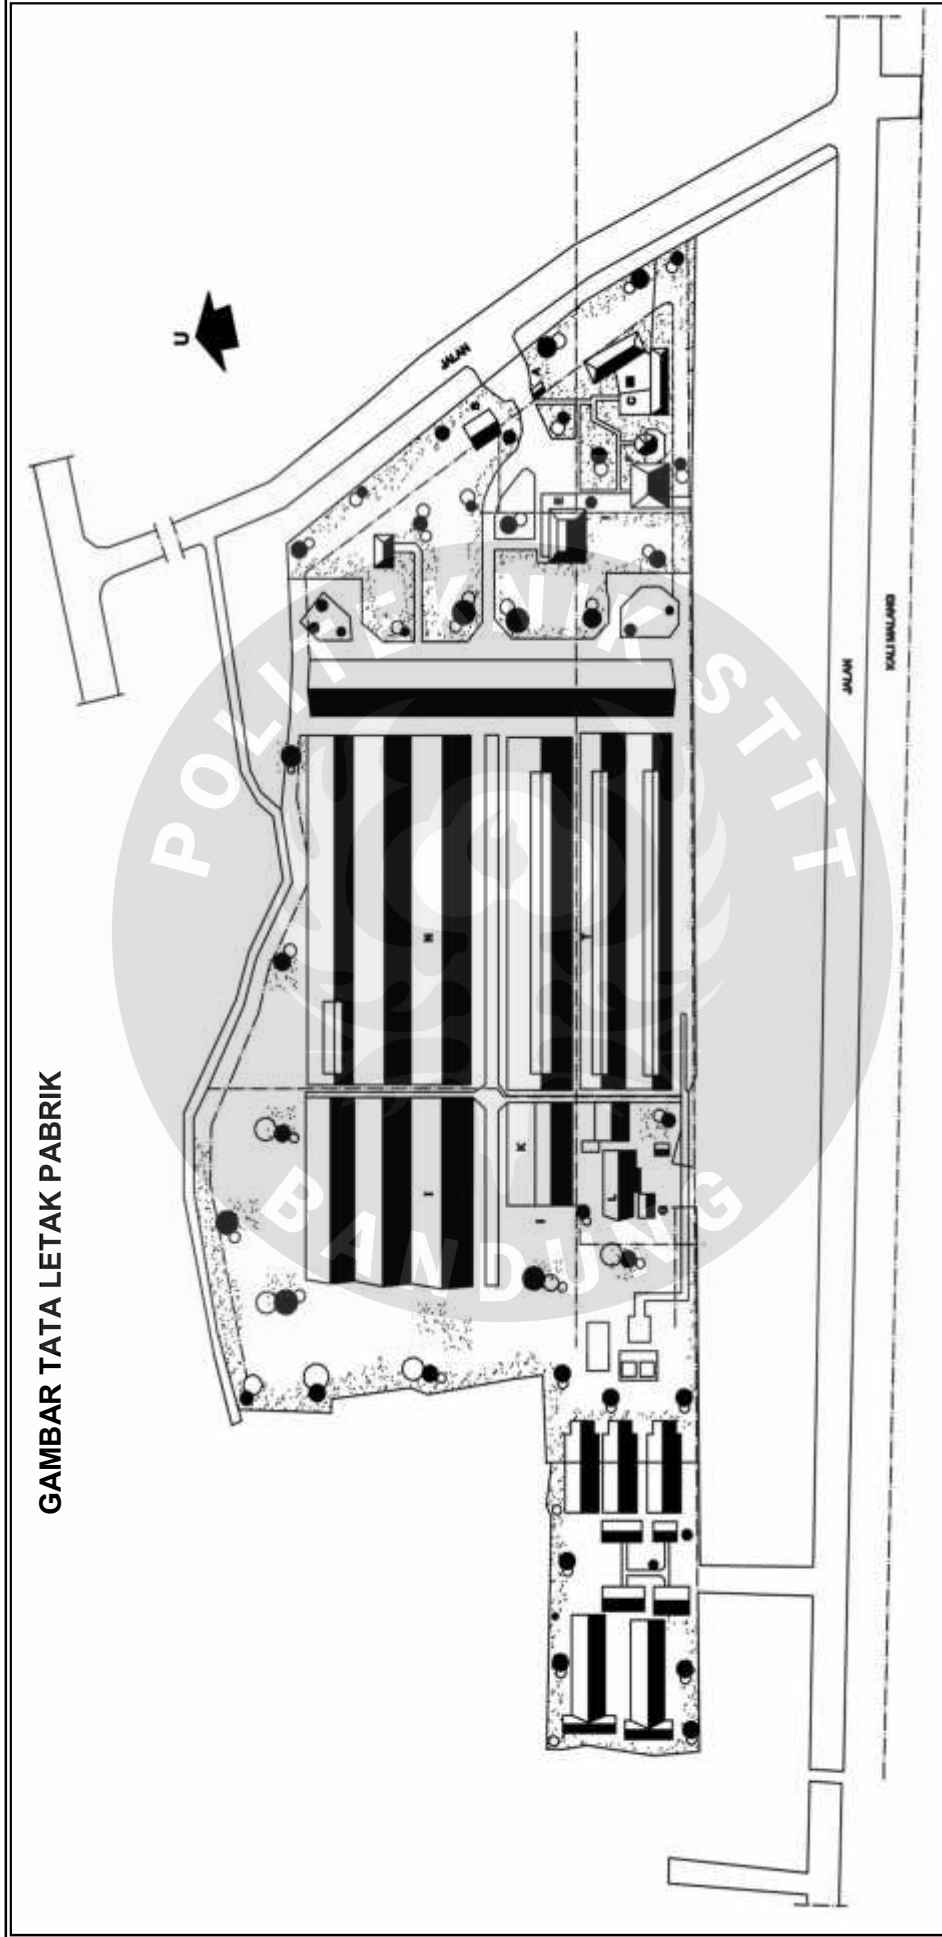 GAMBAR TATA LETAK PABRIK
U
JALAN
A
B
C
E
POLITEKNIK STTT
BANDUNG
JALAN
KALI MALANG
H
T
I
K
I
L
G